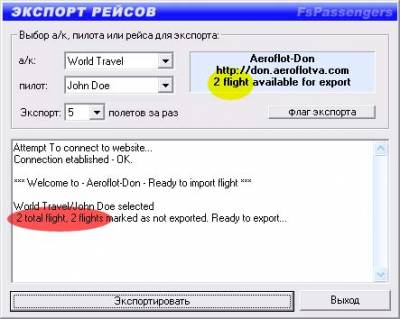 ЭКСПОРТ РЕЙСОВ FsPassengers
Выбор а/к, пилота или рейса для экспорта:
а/к: World Travel
Aeroflot-Don
http://don.aeroflotva.com
2 flight available for export
пилот: John Doe
Экспорт: 5 полетов за раз
флаг экспорта
Attempt To connect to website...
Connection etablished - OK.
*** Welcome to - Aeroflot-Don - Ready to import flight ***
World Travel/John Doe selected
2 total flight, 2 flights marked as not exported. Ready to export...
Экспортировать
Выход